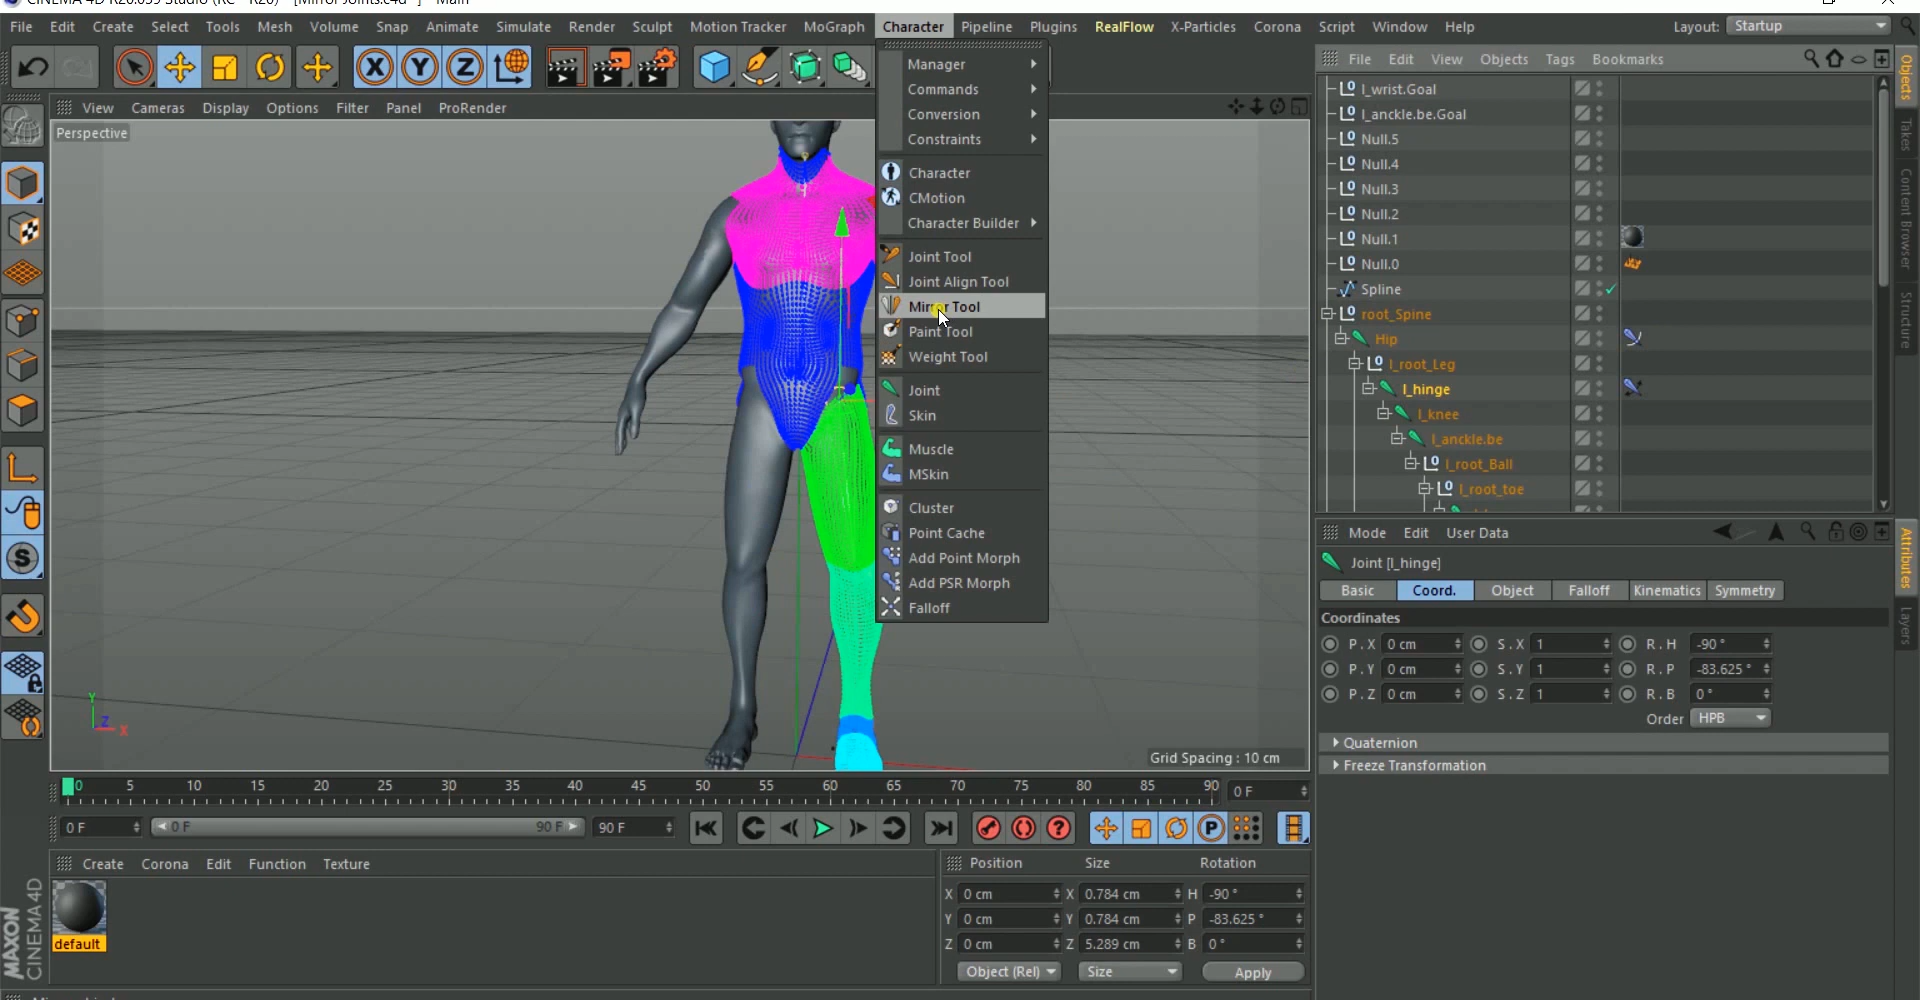 File Edit Create Select Tools Mesh Volume Snap Animate Simulate Render Sculpt Motion Tracker MoGraph Character Pipeline Plugins RealFlow X-Particles Corona Script Window Help Layout: Startup
View Cameras Display Options Filter Panel ProRender
Perspective
Manager
Commands
Conversion
Constraints
Character
CMotion
Character Builder
Joint Tool
Joint Align Tool
Mirror Tool
Paint Tool
Weight Tool
Joint
Skin
Muscle
MSkin
Cluster
Point Cache
Add Point Morph
Add PSR Morph
Falloff
Y
Z
X
Grid Spacing : 10 cm
File Edit View Objects Tags Bookmarks
l_wrist.Goal
l_anckle.be.Goal
Null.5
Null.4
Null.3
Null.2
Null.1
Null.0
Spline
root_Spine
Hip
l_root_Leg
l_hinge
l_knee
l_anckle.be
l_root_Ball
l_root_toe
Objects
Takes
Content Browser
Structure
Mode Edit User Data
Joint [l_hinge]
Basic Coord. Object Falloff Kinematics Symmetry
Coordinates
P . X 0 cm S . X 1 R . H -90 °
P . Y 0 cm S . Y 1 R . P -83.625 °
P . Z 0 cm S . Z 1 R . B 0 °
Order HPB
Quaternion
Freeze Transformation
Attributes
Layers
0 5 10 15 20 25 30 35 40 45 50 55 60 65 70 75 80 85 90 0 F
0 F 0 F 90 F 90 F
Create Corona Edit Function Texture
default
MAXON
CINEMA 4D
Position Size Rotation
X 0 cm X 0.784 cm H -90 °
Y 0 cm Y 0.784 cm P -83.625 °
Z 0 cm Z 5.289 cm B 0 °
Object (Rel) Size Apply